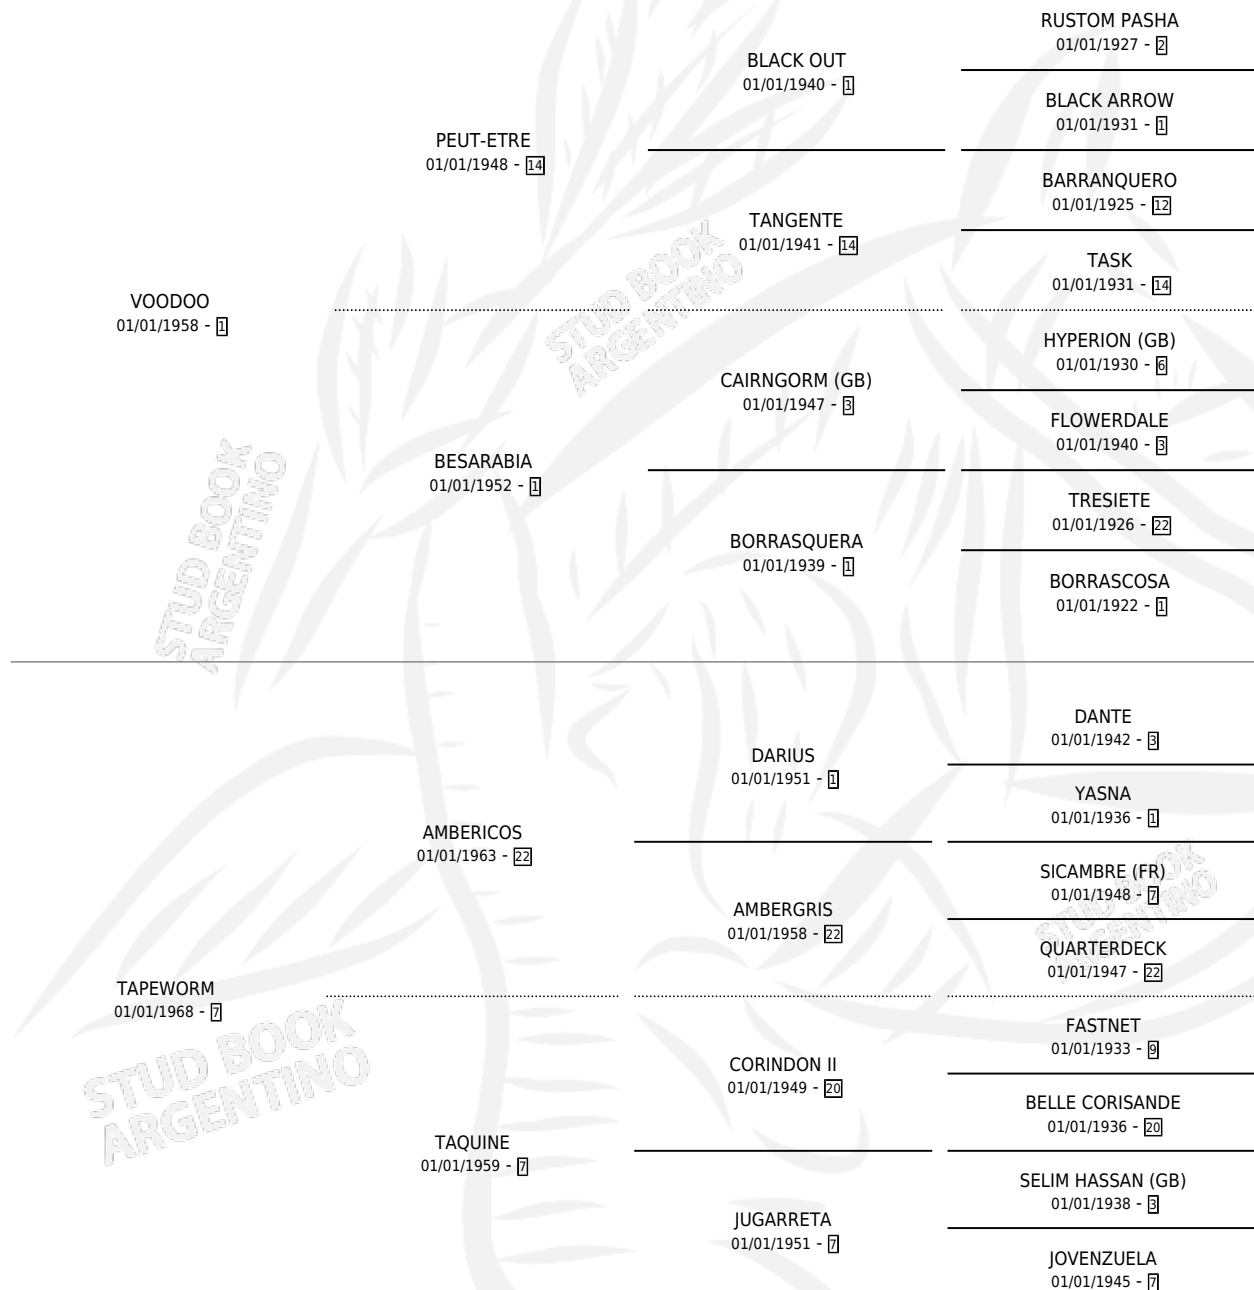 RUSTOM PASHA
01/01/1927 - 2
BLACK OUT
01/01/1940 - 1
BLACK ARROW
01/01/1931 - 1
PEUT-ETRE
01/01/1948 - 14
BARRANQUERO
01/01/1925 - 12
TANGENTE
01/01/1941 - 14
TASK
01/01/1931 - 14
VOODOO
01/01/1958 - 1
HYPERION (GB)
01/01/1930 - 6
CAIRNGORM (GB)
01/01/1947 - 3
FLOWERDALE
01/01/1940 - 3
BESARABIA
01/01/1952 - 1
TRESIETE
01/01/1926 - 22
BORRASQUERA
01/01/1939 - 1
BORRASCOSA
01/01/1922 - 1
STUD BOOK
ARGENTINO
STUD BOOK
ARGENTINO
DANTE
01/01/1942 - 3
DARIUS
01/01/1951 - 1
YASNA
01/01/1936 - 1
AMBERICOS
01/01/1963 - 22
SICAMBRE (FR)
01/01/1948 - 7
AMBERGRIS
01/01/1958 - 22
QUARTERDECK
01/01/1947 - 22
STUD BOOK
ARGENTINO
TAPEWORM
01/01/1968 - 7
FASTNET
01/01/1933 - 9
CORINDON II
01/01/1949 - 20
BELLE CORISANDE
01/01/1936 - 20
STUD BOOK
ARGENTINO
TAQUINE
01/01/1959 - 7
SELIM HASSAN (GB)
01/01/1938 - 3
JUGARRETA
01/01/1951 - 7
JOVENZUELA
01/01/1945 - 7